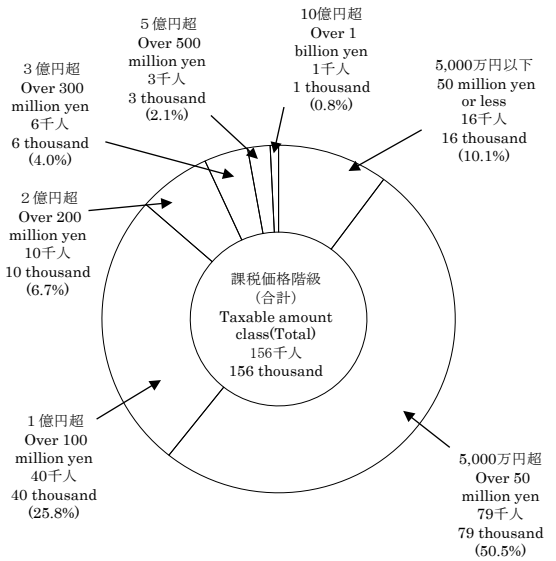 10億円超
Over 1
billion yen
1千人
1 thousand
(0.8%)
5億円超
Over 500
million yen
3千人
3 thousand
(2.1%)
3億円超
Over 300
million yen
6千人
6 thousand
(4.0%)
2億円超
Over 200
million yen
10千人
10 thousand
(6.7%)
1億円超
Over 100
million yen
40千人
40 thousand
(25.8%)
5,000万円以下
50 million yen
or less
16千人
16 thousand
(10.1%)
課税価格階級
(合計)
Taxable amount
class(Total)
156千人
156 thousand
5,000万円超
Over 50
million yen
79千人
79 thousand
(50.5%)